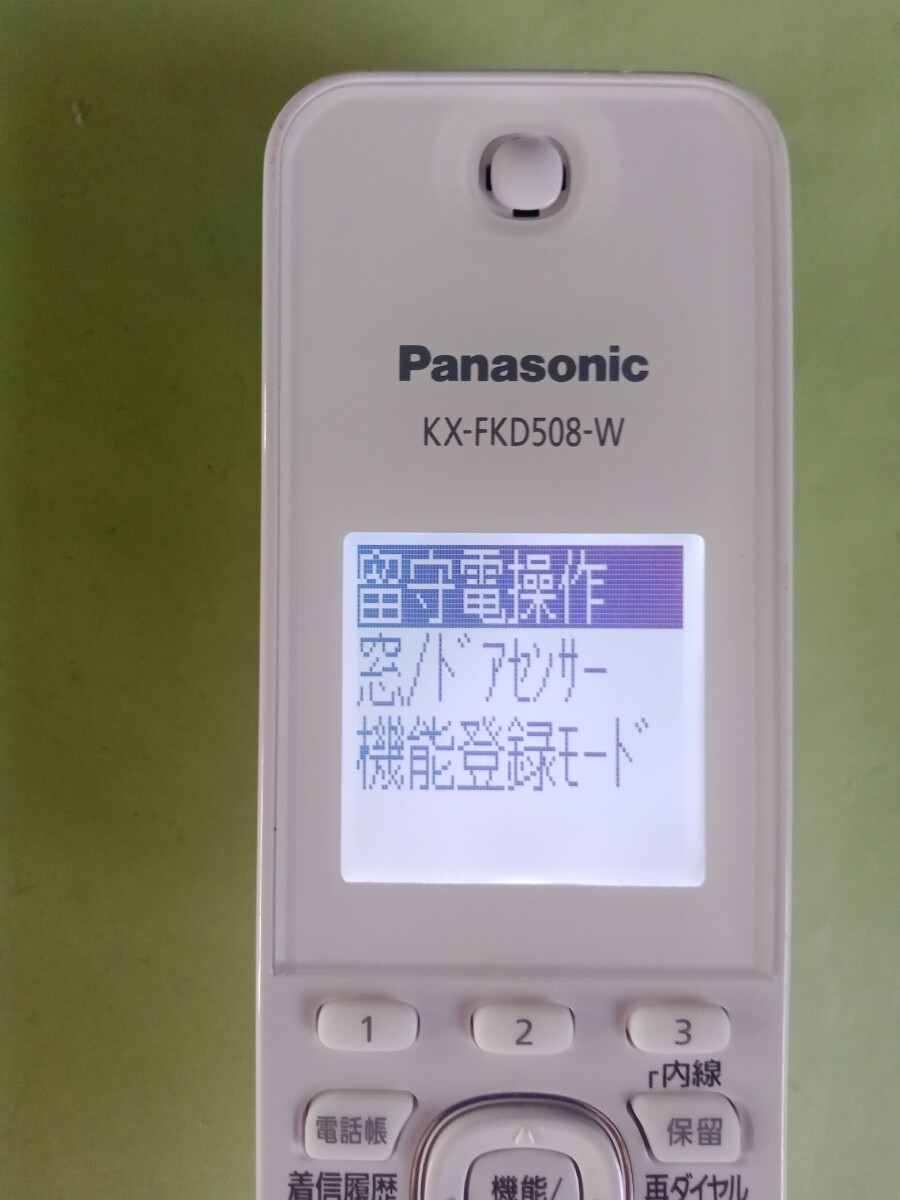 Panasonic
KX-FKD508-W
留守電操作
窓/ドアセンサー
機能登録モード
1 2 3
┌内線
電話帳 保留
着信履歴 機能/ 再ダイヤル